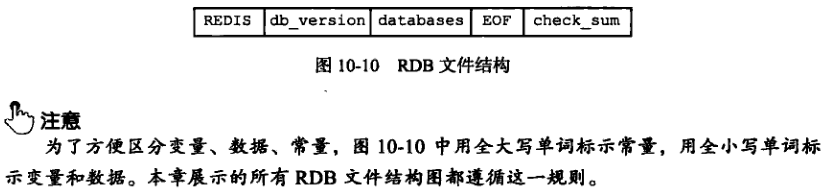 REDIS db_version databases EOF check_sum
图 10-10 RDB 文件结构
注意
为了方便区分变量、数据、常量，图 10-10 中用全大写单词标示常量，用全小写单词标
示变量和数据。本章展示的所有 RDB 文件结构图都遵循这一规则。